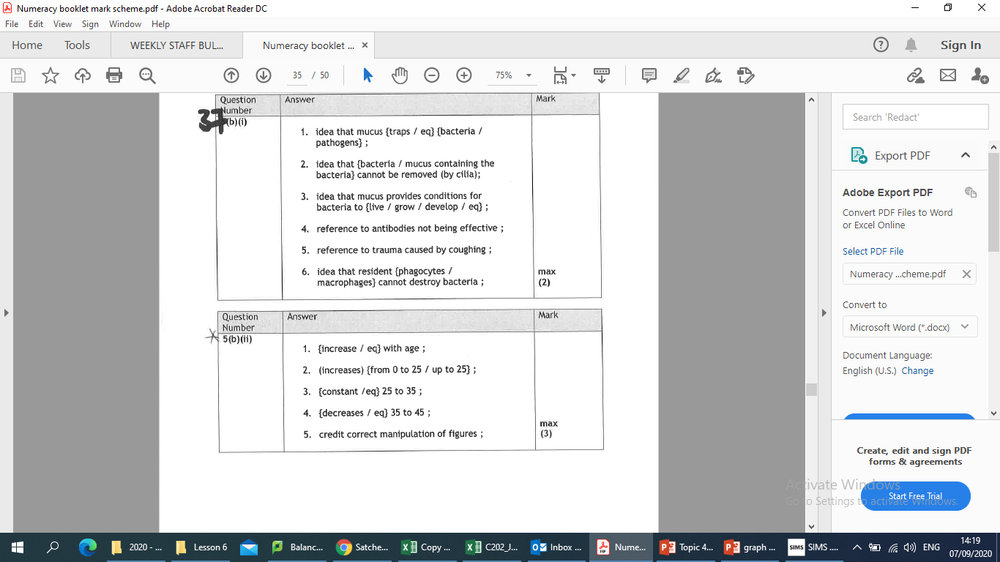 Numeracy booklet mark scheme.pdf - Adobe Acrobat Reader DC
File Edit View Sign Window Help
Home Tools WEEKLY STAFF BUL... Numeracy booklet ... × Sign In
35 / 50 75%
Question Number Answer Mark
37
5(b)(i)
1. idea that mucus {traps / eq} {bacteria /
pathogens} ;
2. idea that {bacteria / mucus containing the
bacteria} cannot be removed (by cilia);
3. idea that mucus provides conditions for
bacteria to {live / grow / develop / eq} ;
4. reference to antibodies not being effective ;
5. reference to trauma caused by coughing ;
6. idea that resident {phagocytes /
macrophages} cannot destroy bacteria ;
max
(2)
Question Number Answer Mark
5(b)(ii)
1. {increase / eq} with age ;
2. (increases) {from 0 to 25 / up to 25} ;
3. {constant /eq} 25 to 35 ;
4. {decreases / eq} 35 to 45 ;
5. credit correct manipulation of figures ;
max
(3)
Search 'Redact'
Export PDF
Adobe Export PDF
Convert PDF Files to Word
or Excel Online
Select PDF File
Numeracy ...cheme.pdf
Convert to
Microsoft Word (*.docx)
Document Language:
English (U.S.) Change
Create, edit and sign PDF
forms & agreements
Start Free Trial
Activate Windows
Go to Settings to activate Windows.
2020 - ... Lesson 6 Balanc... Satche... Copy ... C202_J... Inbox ... Nume... Topic 4... graph ... SIMS SIMS .... ENG
14:19
07/09/2020